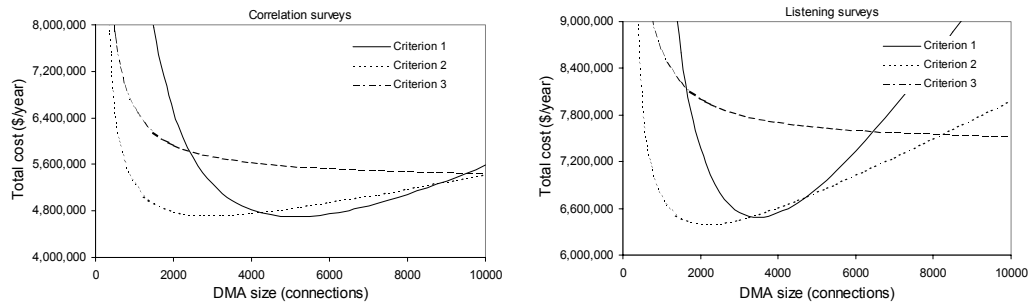 Correlation surveys
8,000,000
7,200,000
6,400,000
5,600,000
4,800,000
4,000,000
Total cost ($/year)
Criterion 1
Criterion 2
Criterion 3
0 2000 4000 6000 8000 10000
DMA size (connections)
Listening surveys
9,000,000
8,400,000
7,800,000
7,200,000
6,600,000
6,000,000
Total cost ($/year)
Criterion 1
Criterion 2
Criterion 3
0 2000 4000 6000 8000 10000
DMA size (connections)